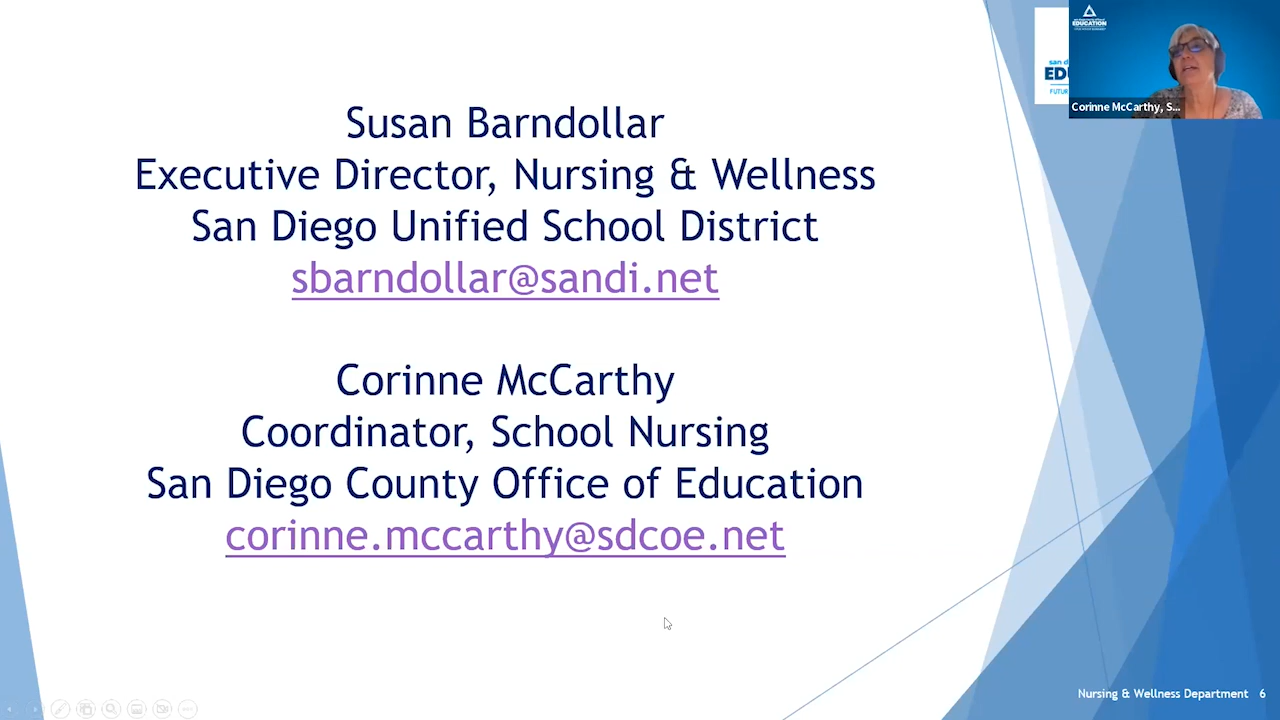 Susan Barndollar
Executive Director, Nursing & Wellness
San Diego Unified School District
sbarndollar@sandi.net
Corinne McCarthy
Coordinator, School Nursing
San Diego County Office of Education
corinne.mccarthy@sdcoe.net
EDUCATION
Corinne McCarthy, S...
Nursing & Wellness Department 6